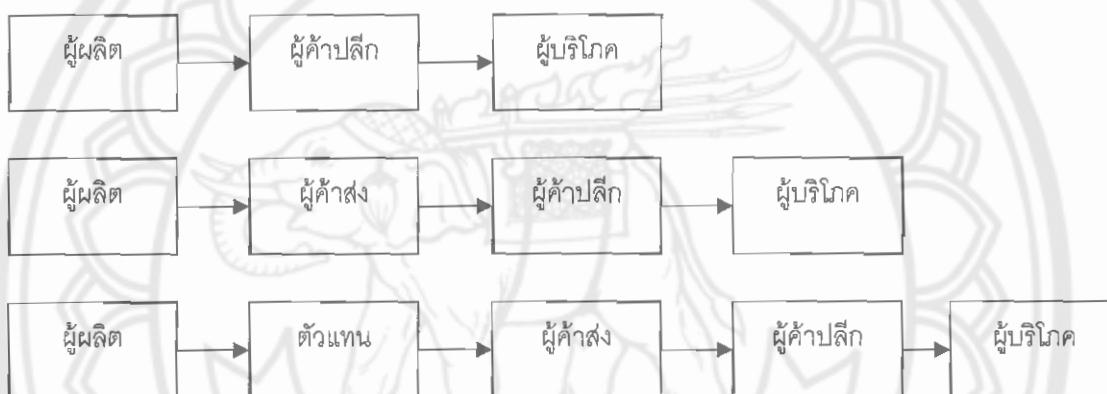 ผู้ผลิต ผู้ค้าปลีก ผู้บริโภค
ผู้ผลิต ผู้ค้าส่ง ผู้ค้าปลีก ผู้บริโภค
ผู้ผลิต ตัวแทน ผู้ค้าส่ง ผู้ค้าปลีก ผู้บริโภค